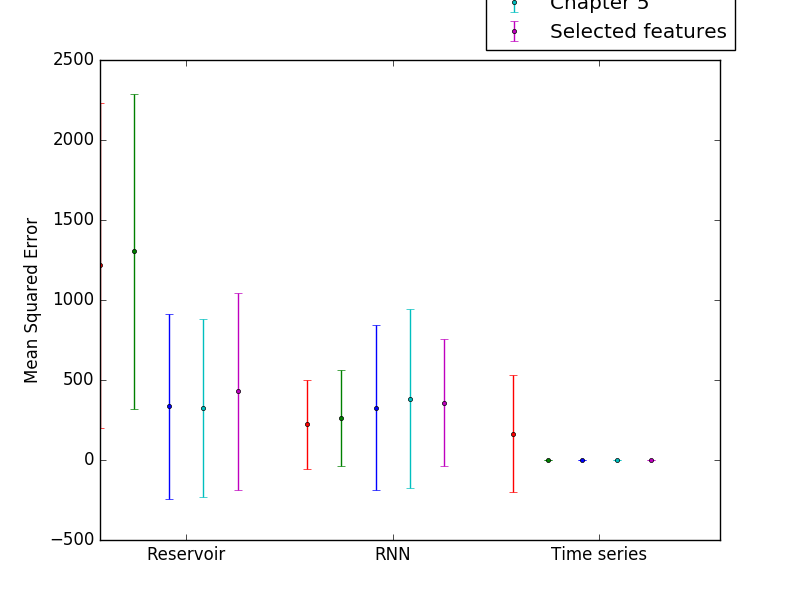 Chapter 5
Selected features
2500
2000
1500
1000
500
0
−500
Mean Squared Error
Reservoir
RNN
Time series